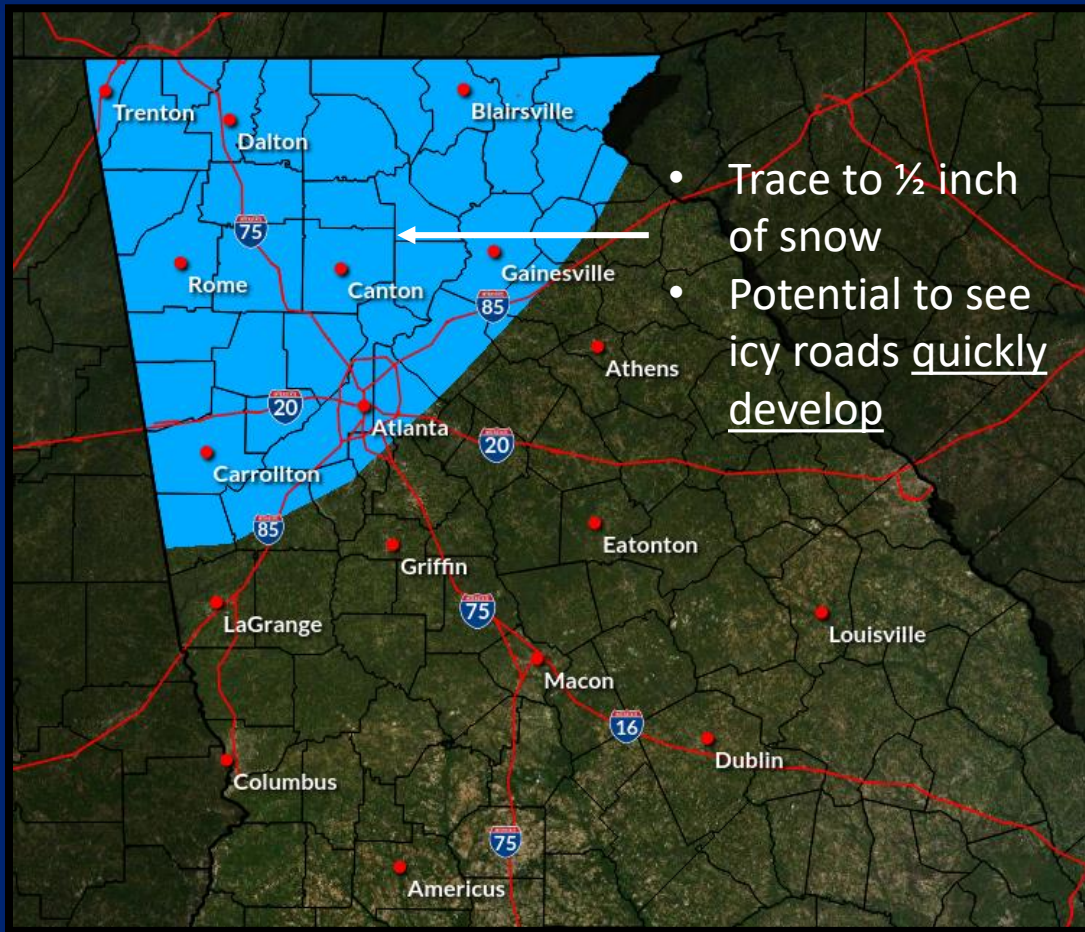 Trenton
Blairsville
Dalton
• Trace to ½ inch
of snow
75
Gainesville
Rome
Canton
• Potential to see
85
icy roads quickly
Athens
develop
20
Atlanta
20
Carrollton
85
Eatonton
Griffin
LaGrange
75
Louisville
Macon
16
Columbus
Dublin
75
Americus